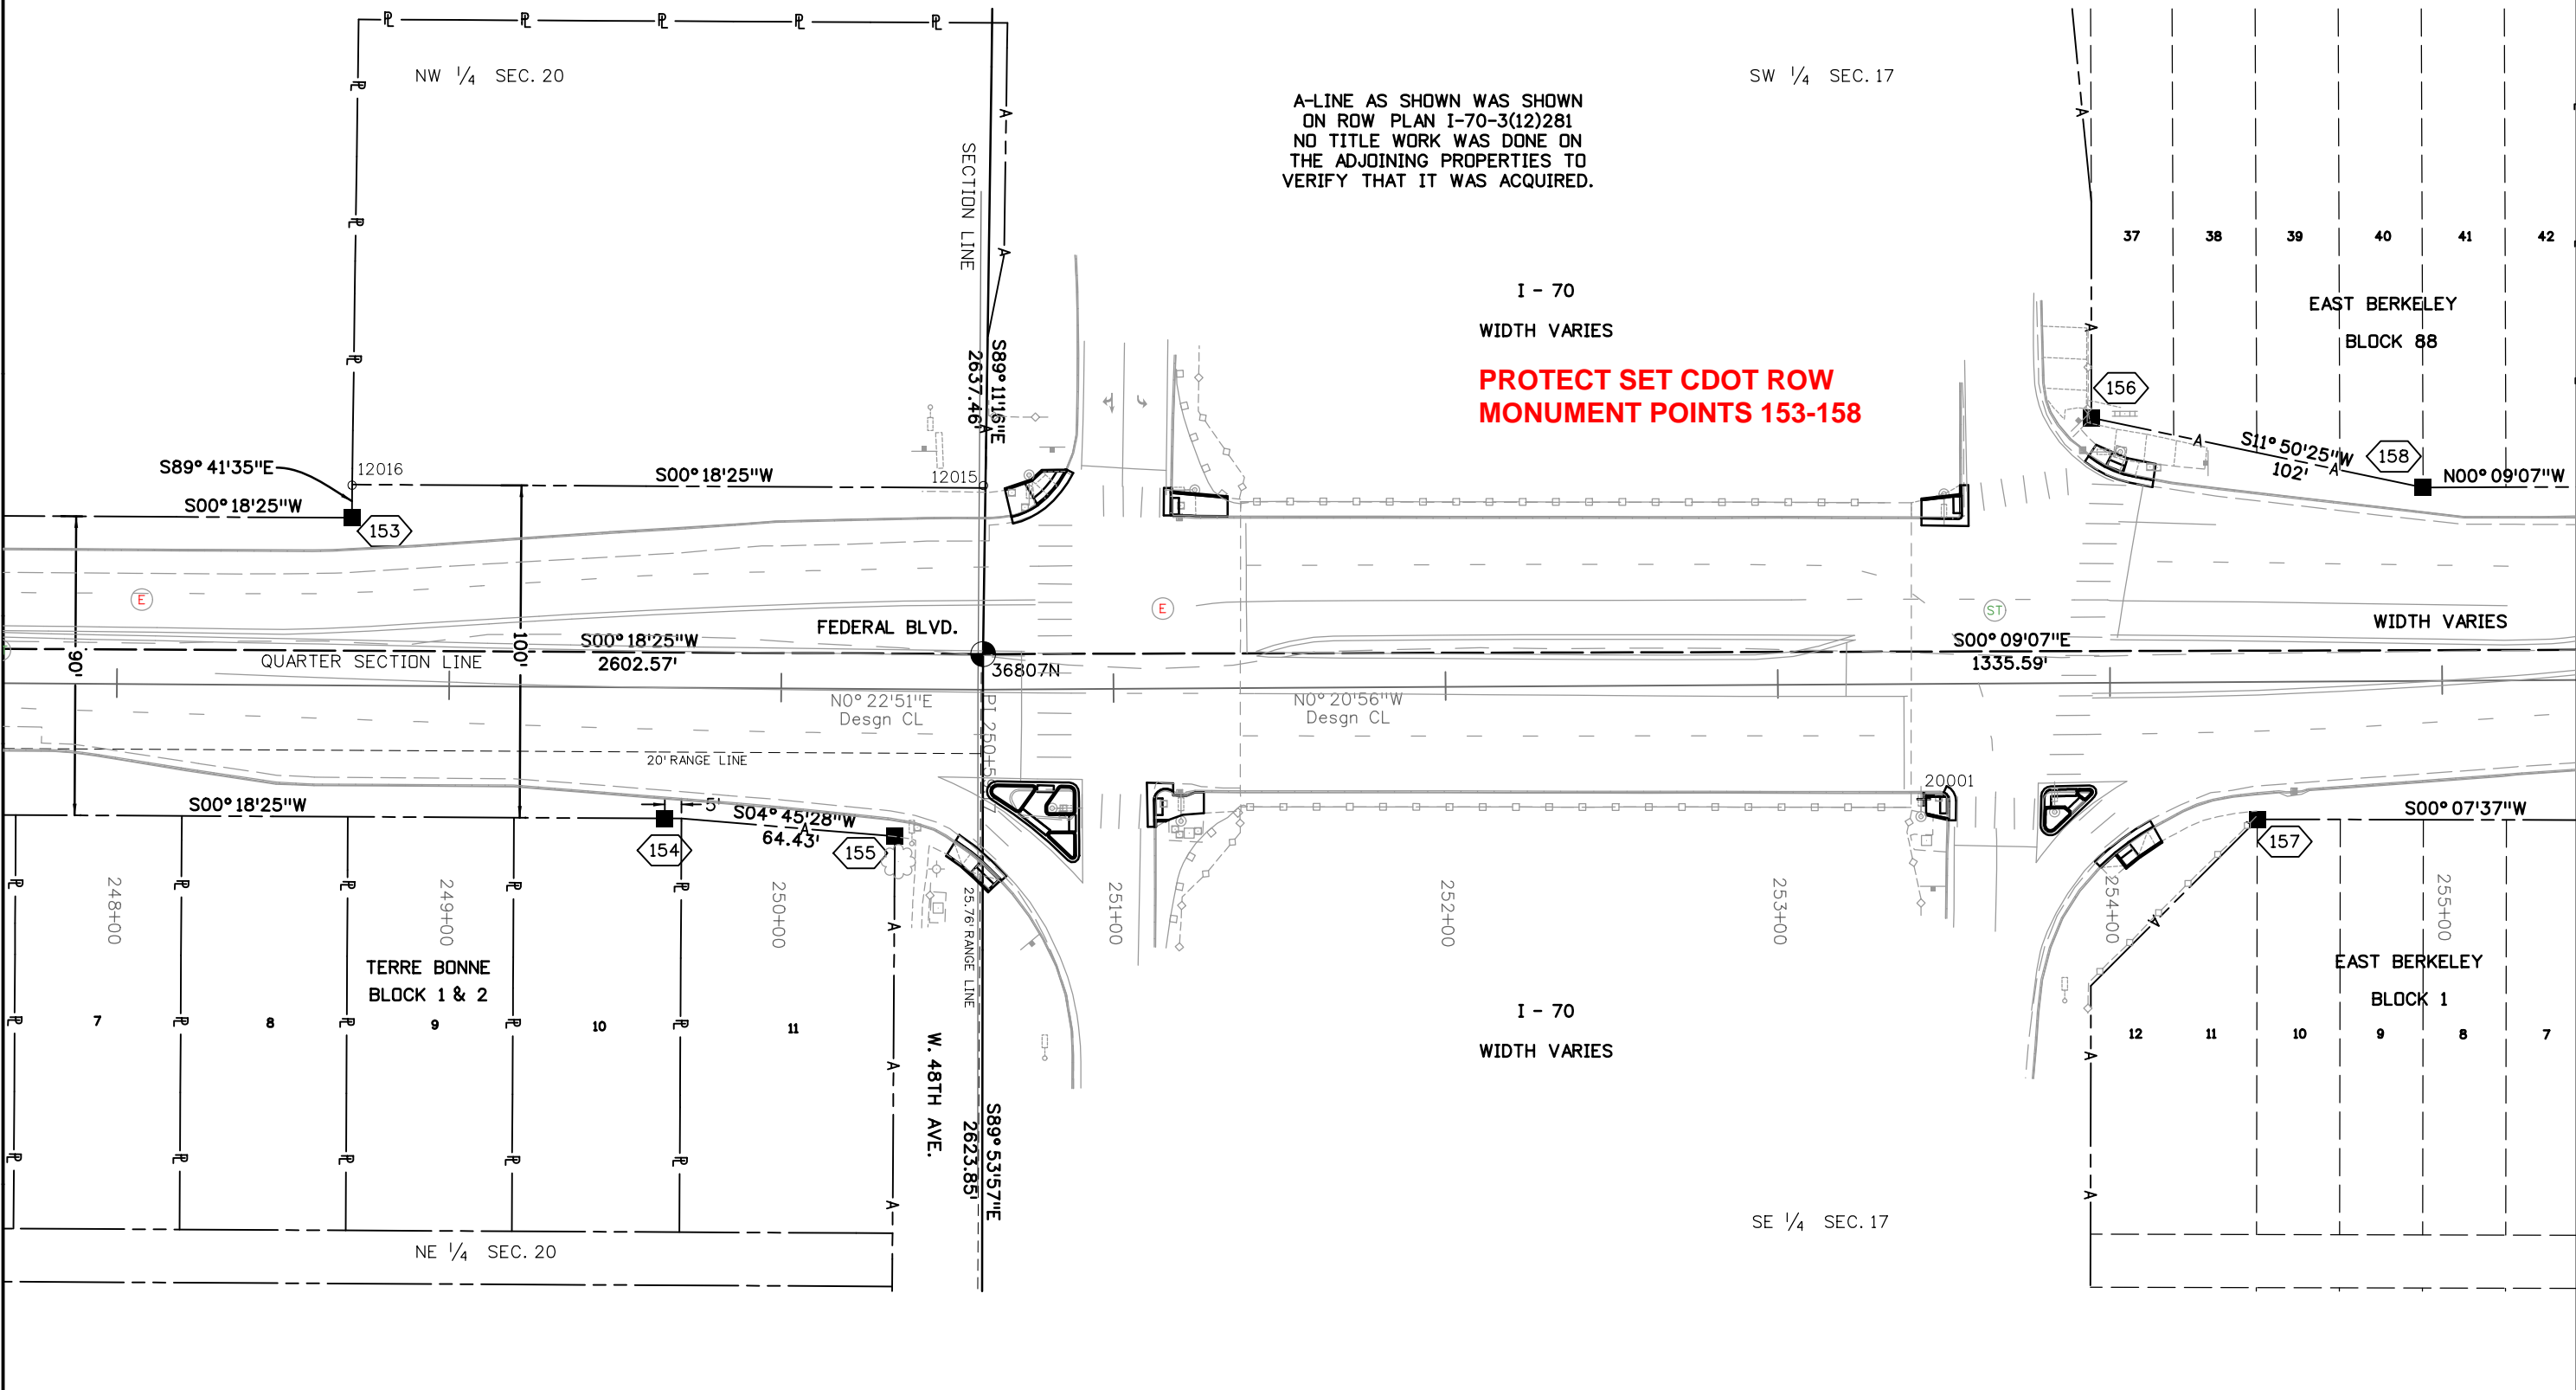 NW 1/4 SEC. 20
SW 1/4 SEC. 17
A-LINE AS SHOWN WAS SHOWN
ON ROW PLAN I-70-3(12)281
NO TITLE WORK WAS DONE ON
THE ADJOINING PROPERTIES TO
VERIFY THAT IT WAS ACQUIRED.
SECTION LINE
37
38
39
40
41
42
I - 70
WIDTH VARIES
EAST BERKELEY
BLOCK 88
PROTECT SET CDOT ROW
MONUMENT POINTS 153-158
S89°11'16"E
2637.46'
156
158
S11°50'25"W
102'
N00°09'07"W
S89°41'35"E
12016
S00°18'25"W
S00°18'25"W
12015
153
E
E
ST
FEDERAL BLVD.
WIDTH VARIES
90'
100'
QUARTER SECTION LINE
S00°18'25"W
2602.57'
36807N
S00°09'07"E
1335.59'
N0°22'51"E
Desgn CL
N0°20'56"W
Desgn CL
20' RANGE LINE
20001
S00°18'25"W
5'
S04°45'28"W
64.43'
154
155
157
S00°07'37"W
248+00
249+00
250+00
251+00
252+00
253+00
254+00
255+00
25.76' RANGE LINE
TERRE BONNE
BLOCK 1 & 2
7
8
9
10
11
W. 48TH AVE.
S89°53'57"E
2623.85'
I - 70
WIDTH VARIES
EAST BERKELEY
BLOCK 1
12
11
10
9
8
7
NE 1/4 SEC. 20
SE 1/4 SEC. 17